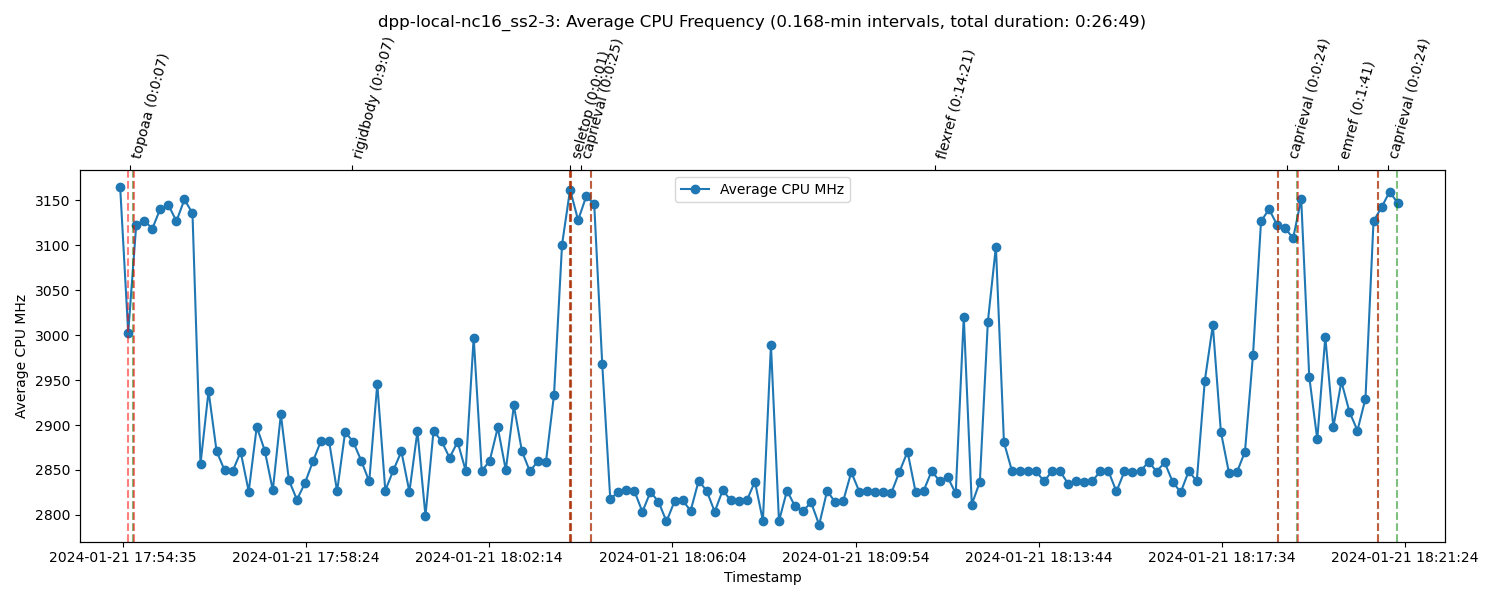 dpp-local-nc16_ss2-3: Average CPU Frequency (0.168-min intervals, total duration: 0:26:49)
topoaa (0:0:07)
rigidbody (0:9:07)
seletop (0:0:01)
caprieval (0:0:25)
flexref (0:14:21)
caprieval (0:0:24)
emref (0:1:41)
caprieval (0:0:24)
Average CPU MHz
Average CPU MHz
3150
3100
3050
3000
2950
2900
2850
2800
2024-01-21 17:54:35
2024-01-21 17:58:24
2024-01-21 18:02:14
2024-01-21 18:06:04
2024-01-21 18:09:54
2024-01-21 18:13:44
2024-01-21 18:17:34
2024-01-21 18:21:24
Timestamp